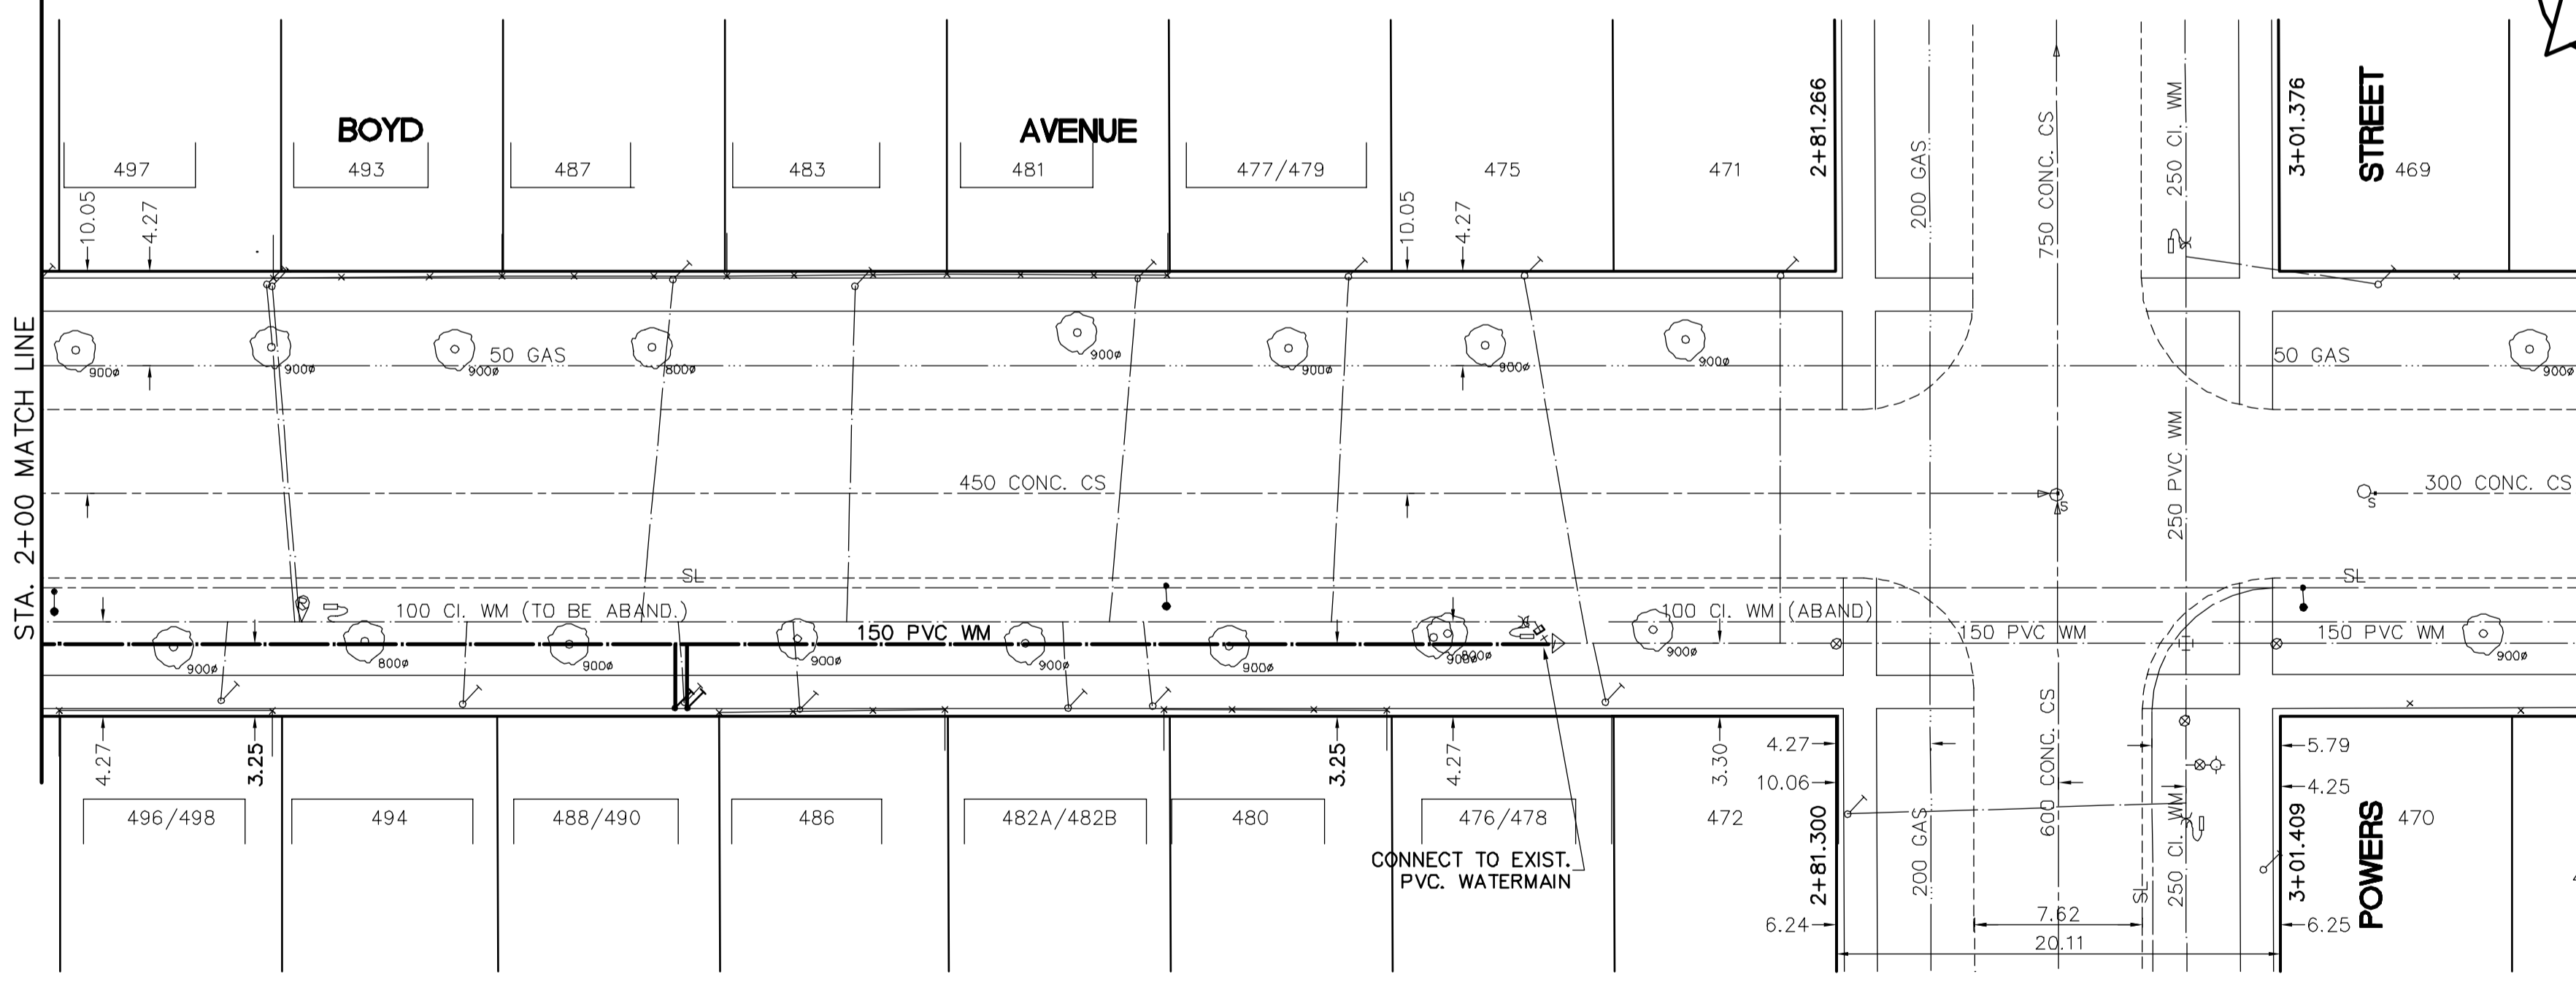 BOYD
AVENUE
STREET
POWERS
STA. 2+00 MATCH LINE
497
493
487
483
481
477/479
475
471
469
10.05
4.27
10.05
4.27
2+81.266
3+01.376
200 GAS
750 CONC. CS
250 CI. WM
900ø
900ø
900ø
800ø
900ø
900ø
900ø
900ø
900ø
50 GAS
50 GAS
450 CONC. CS
S
250 PVC WM
S
300 CONC. CS
SL
SL
100 CI. WM (TO BE ABAND.)
100 CI. WM (ABAND)
150 PVC WM
150 PVC WM
150 PVC WM
900ø
800ø
900ø
900ø
900ø
900ø
900ø
800ø
900ø
900ø
4.27
3.25
3.25
4.27
3.30
4.27
10.06
5.79
4.25
496/498
494
488/490
486
482A/482B
480
476/478
472
470
CONNECT TO EXIST.
PVC. WATERMAIN
2+81.300
3+01.409
200 GAS
600 CONC. CS
SL
250 CI. WM
6.24
7.62
6.25
20.11